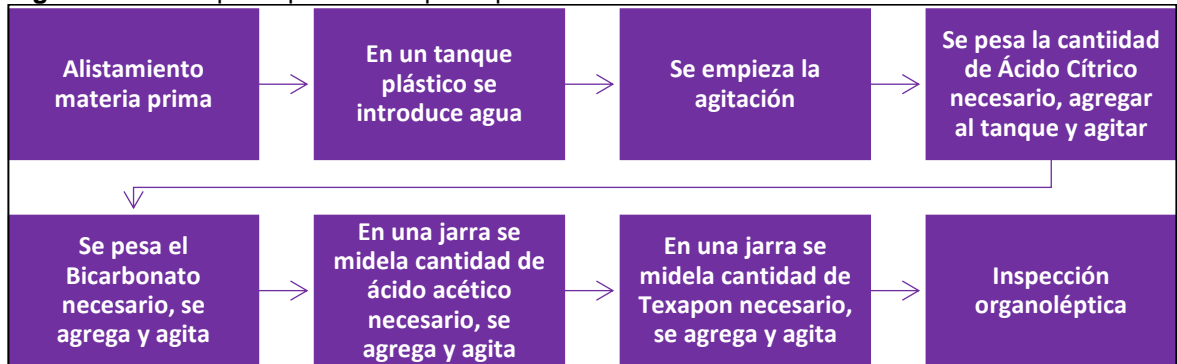 Alistamiento
materia prima
En un tanque
plástico se
introduce agua
Se empieza la
agitación
Se pesa la cantiidad
de Ácido Cítrico
necesario, agregar
al tanque y agitar
Se pesa el
Bicarbonato
necesario, se
agrega y agita
En una jarra se
midela cantidad de
ácido acético
necesario, se
agrega y agita
En una jarra se
midela cantidad de
Texapon necesario,
se agrega y agita
Inspección
organoléptica